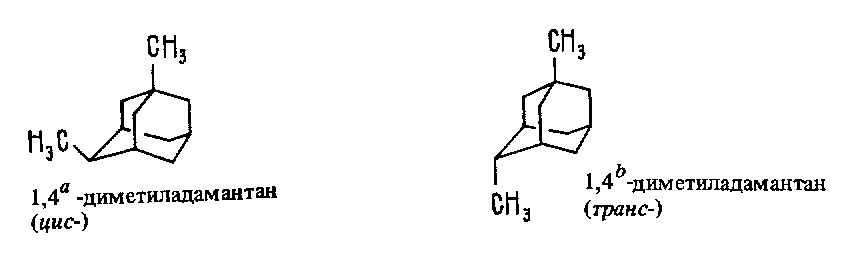 CH₃
H₃C
1,4ᵃ -диметиладамантан
(цис-)
CH₃
CH₃
1,4ᵇ-диметиладамантан
(транс-)